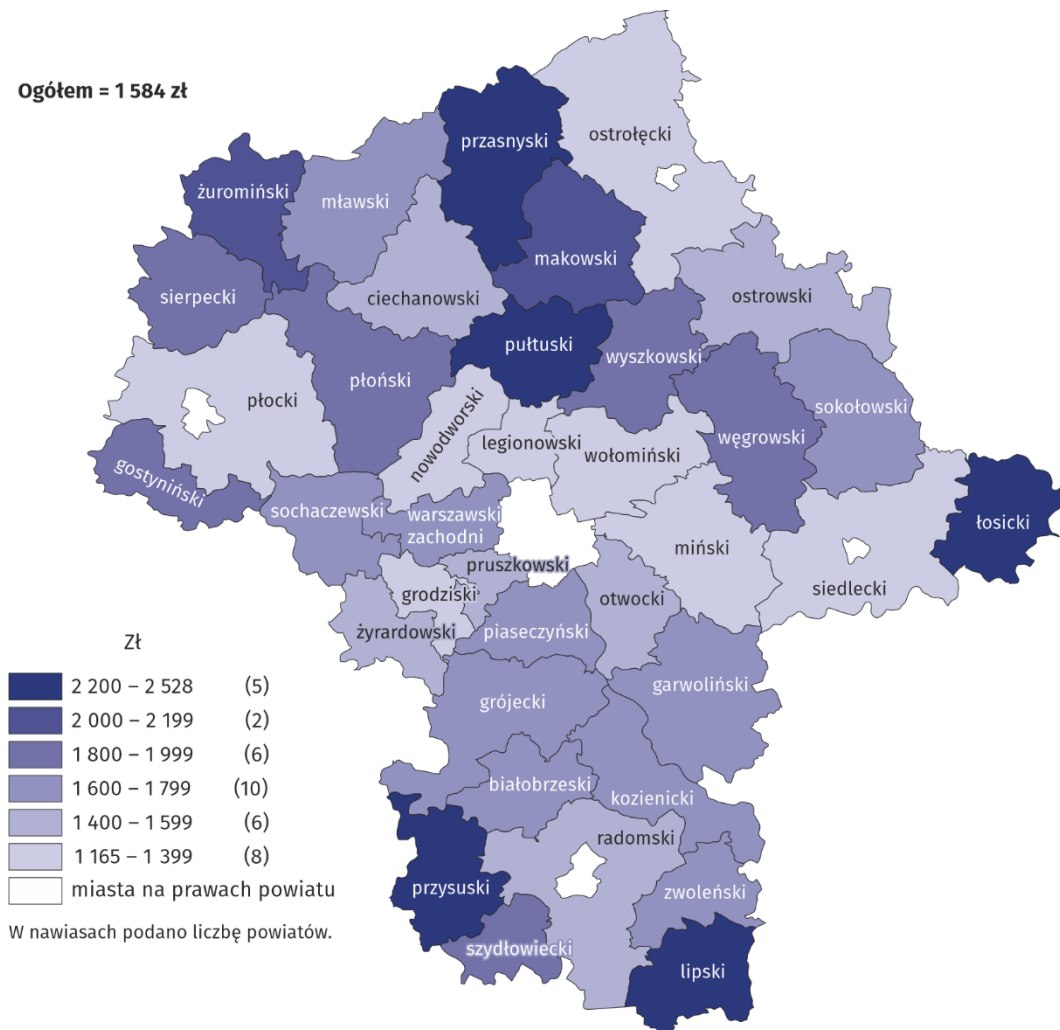 Ogółem = 1 584 zł
przasnyski
ostrołęcki
żuromiński
mławski
makowski
sierpecki
ciechanowski
ostrowski
pułtuski
wyszkowski
płoński
płocki
nowodworski
legionowski
wołomiński
węgrowski
sokołowski
gostyniński
sochaczewski
warszawski
zachodni
łosicki
miński
siedlecki
pruszkowski
grodziski
otwocki
żyrardowski
piaseczyński
garwoliński
grójecki
białobrzeski
kozienicki
radomski
przysuski
zwoleński
szydłowiecki
lipski
Zł
2 200 – 2 528 (5)
2 000 – 2 199 (2)
1 800 – 1 999 (6)
1 600 – 1 799 (10)
1 400 – 1 599 (6)
1 165 – 1 399 (8)
miasta na prawach powiatu
W nawiasach podano liczbę powiatów.